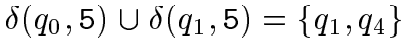 δ(q₀, 5) ∪ δ(q₁, 5) = {q₁, q₄}